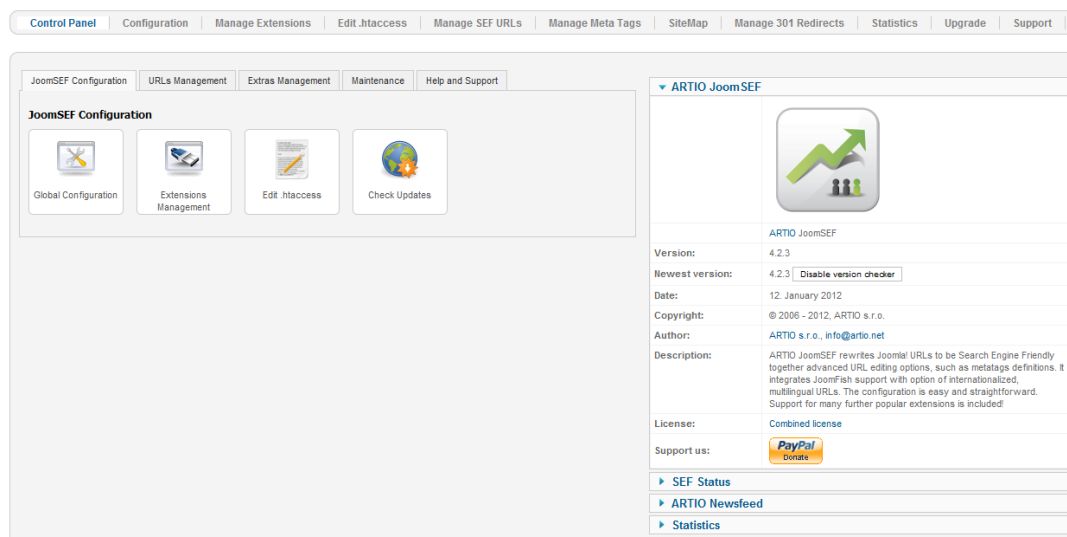 Control Panel Configuration Manage Extensions Edit .htaccess Manage SEF URLs Manage Meta Tags SiteMap Manage 301 Redirects Statistics Upgrade Support
JoomSEF Configuration URLs Management Extras Management Maintenance Help and Support
JoomSEF Configuration
Global Configuration
Extensions
Management
Edit .htaccess
Check Updates
ARTIO JoomSEF
ARTIO JoomSEF
Version: 4.2.3
Newest version: 4.2.3 Disable version checker
Date: 12. January 2012
Copyright: © 2006 - 2012, ARTIO s.r.o.
Author: ARTIO s.r.o., info@artio.net
Description: ARTIO JoomSEF rewrites Joomla! URLs to be Search Engine Friendly
together advanced URL editing options, such as metatags definitions. It
integrates JoomFish support with option of internationalized,
multilingual URLs. The configuration is easy and straightforward.
Support for many further popular extensions is included!
License: Combined license
Support us: PayPal
Donate
SEF Status
ARTIO Newsfeed
Statistics